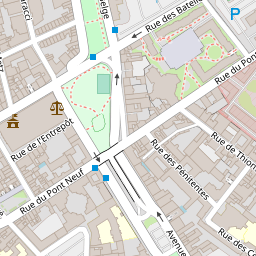 Rue des Batelie
P
Rue du Pont
Rue de l'Entrepôt
Rue du Pont Neuf
Rue des Pénitentes
Rue de Thion
Avenue